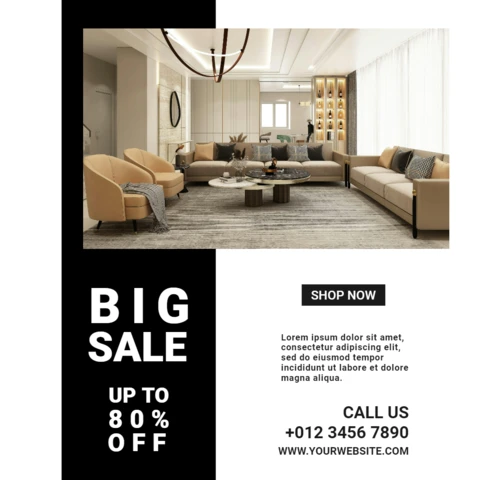 BIG
SALE
UP TO
80%
OFF
SHOP NOW
Lorem ipsum dolor sit amet,
consectetur adipiscing elit,
sed do eiusmod tempor
incididunt ut labore et dolore
magna aliqua.
CALL US
+012 3456 7890
WWW.YOURWEBSITE.COM